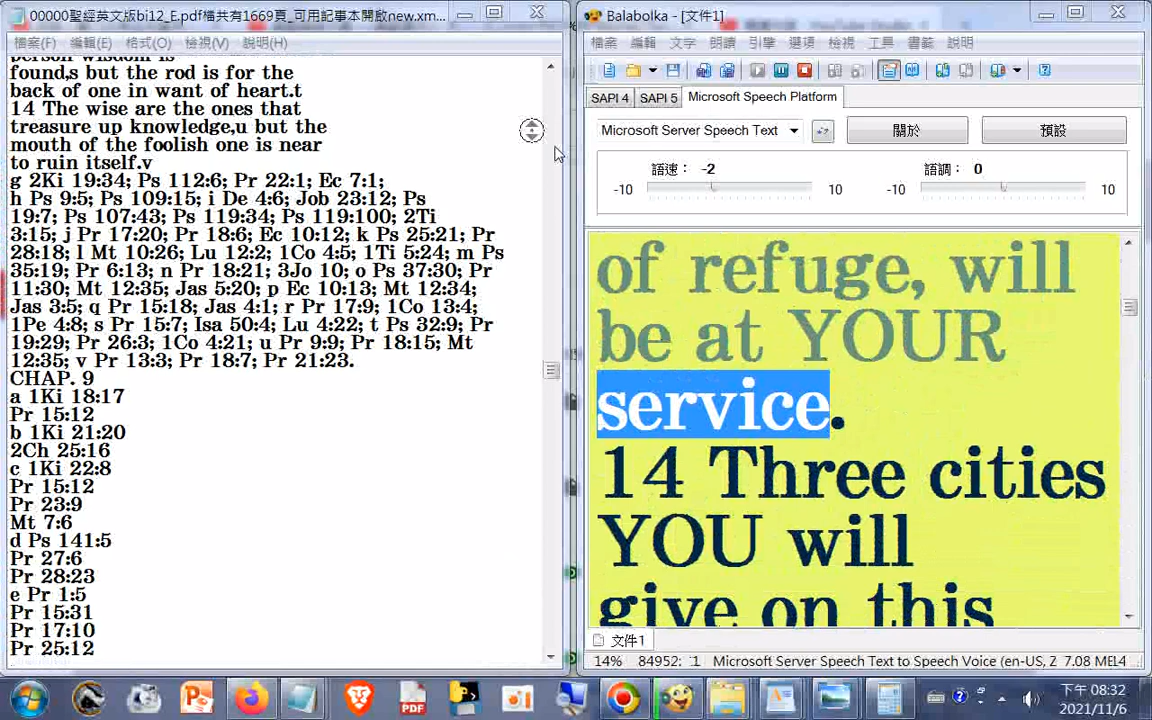 00000聖經英文版bi12_E.pdf檔共有1669頁_可用記事本開啟new.xm...
檔案(F) 編輯(E) 格式(O) 檢視(V) 說明(H)
person wisdom is
found,s but the rod is for the
back of one in want of heart.t
14 The wise are the ones that
treasure up knowledge,u but the
mouth of the foolish one is near
to ruin itself.v
g 2Ki 19:34; Ps 112:6; Pr 22:1; Ec 7:1;
h Ps 9:5; Ps 109:15; i De 4:6; Job 23:12; Ps
19:7; Ps 107:43; Ps 119:34; Ps 119:100; 2Ti
3:15; j Pr 17:20; Pr 18:6; Ec 10:12; k Ps 25:21; Pr
28:18; l Mt 10:26; Lu 12:2; 1Co 4:5; 1Ti 5:24; m Ps
35:19; Pr 6:13; n Pr 18:21; 3Jo 10; o Ps 37:30; Pr
11:30; Mt 12:35; Jas 5:20; p Ec 10:13; Mt 12:34;
Jas 3:5; q Pr 15:18; Jas 4:1; r Pr 17:9; 1Co 13:4;
1Pe 4:8; s Pr 15:7; Isa 50:4; Lu 4:22; t Ps 32:9; Pr
19:29; Pr 26:3; 1Co 4:21; u Pr 9:9; Pr 18:15; Mt
12:35; v Pr 13:3; Pr 18:7; Pr 21:23.
CHAP. 9
a 1Ki 18:17
Pr 15:12
b 1Ki 21:20
2Ch 25:16
c 1Ki 22:8
Pr 15:12
Pr 23:9
Mt 7:6
d Ps 141:5
Pr 27:6
Pr 28:23
e Pr 1:5
Pr 15:31
Pr 17:10
Pr 25:12
Balabolka - [文件1]
檔案 編輯 文字 朗讀 引擎 選項 檢視 工具 書籤 說明
SAPI 4 SAPI 5 Microsoft Speech Platform
Microsoft Server Speech Text 關於 預設
語速: -2 語調: 0
-10 10 -10 10
of refuge, will
be at YOUR
service.
14 Three cities
YOU will
give on this
文件1
14% 84952: 1 Microsoft Server Speech Text to Speech Voice (en-US, Z 7.08 ME
PDF
下午 08:32
2021/11/6